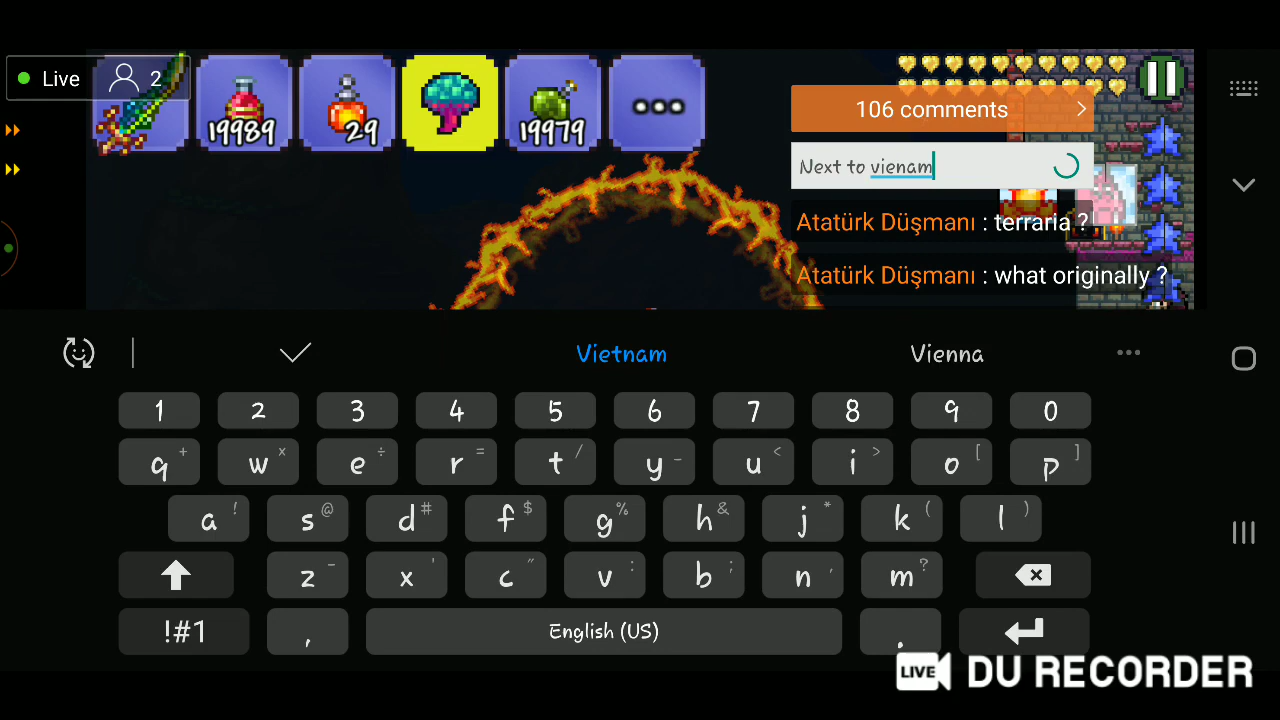 Live 2
19989
29
19979
106 comments
Next to vienam
Atatürk Düşmanı : terraria ?
Atatürk Düşmanı : what originally ?
Vietnam Vienna
1 2 3 4 5 6 7 8 9 0
q + w × e ÷ r = t / y - u < i > o [ p ]
a ! s @ d # f $ g % h & j * k ( l )
z - x ' c " v : b ; n , m ?
!#1 , English (US) .
LIVE DU RECORDER